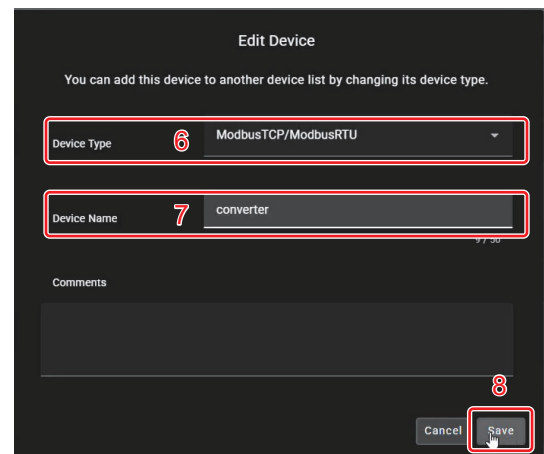 Edit Device
You can add this device to another device list by changing its device type.
Device Type 6 ModbusTCP/ModbusRTU
Device Name 7 converter
9 / 50
Comments
8
Cancel Save